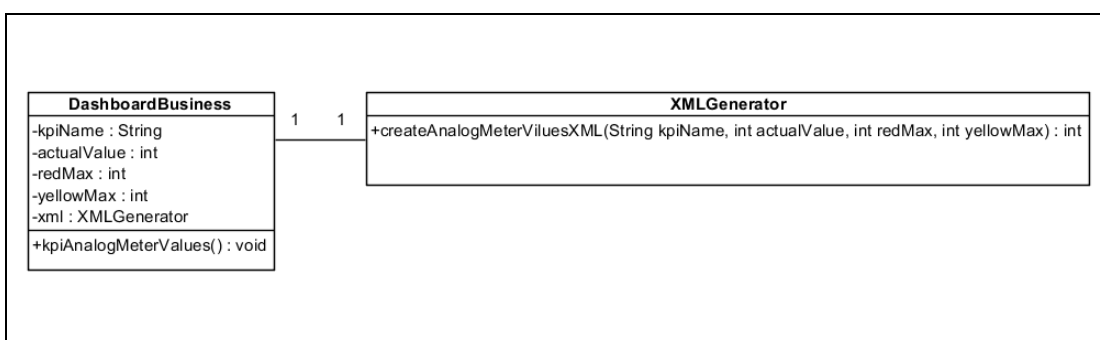 DashboardBusiness
-kpiName : String
-actualValue : int
-redMax : int
-yellowMax : int
-xml : XMLGenerator
+kpiAnalogMeterValues() : void
1 1
XMLGenerator
+createAnalogMeterViluesXML(String kpiName, int actualValue, int redMax, int yellowMax) : int